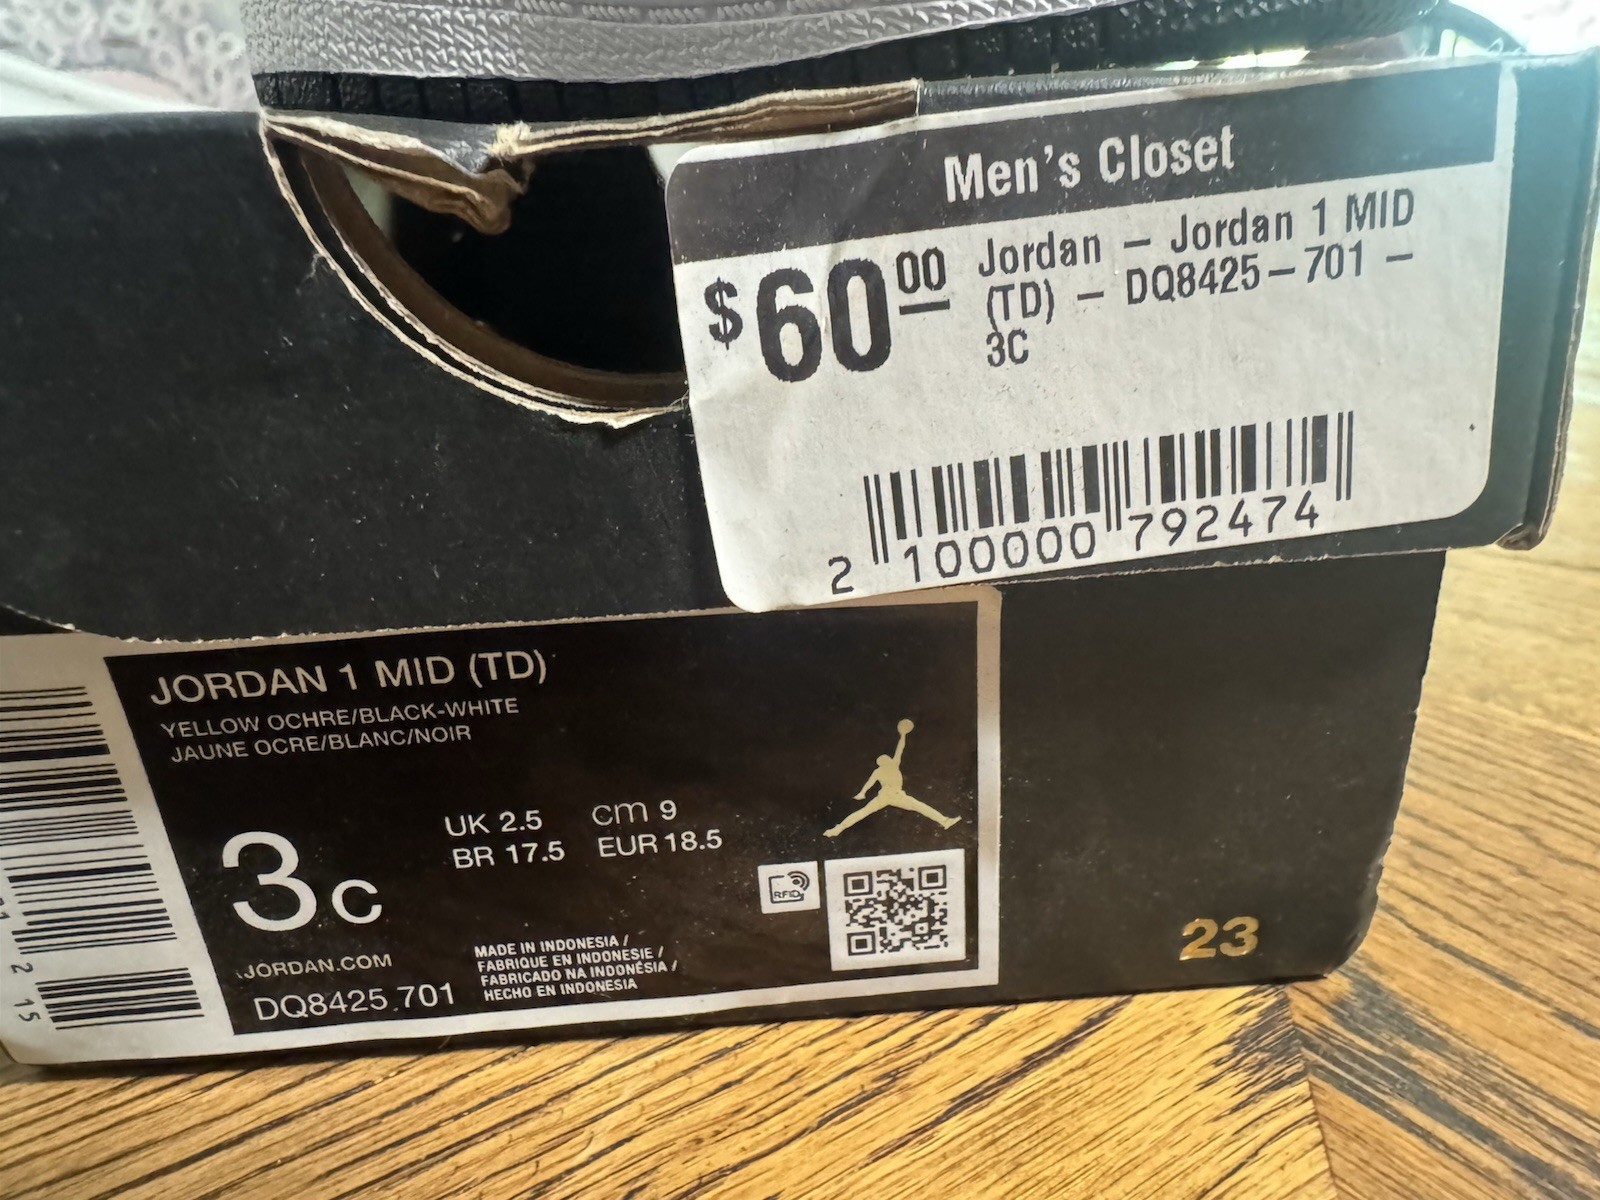 Men's Closet
$60 00
Jordan – Jordan 1 MID
(TD) – DQ8425–701 –
3C
2 100000 792474
JORDAN 1 MID (TD)
YELLOW OCHRE/BLACK-WHITE
JAUNE OCRE/BLANC/NOIR
3C
UK 2.5 cm 9
BR 17.5 EUR 18.5
RFID
JORDAN.COM
DQ8425 701
MADE IN INDONESIA /
FABRIQUE EN INDONESIE /
FABRICADO NA INDONÉSIA /
HECHO EN INDONESIA
23
2 15